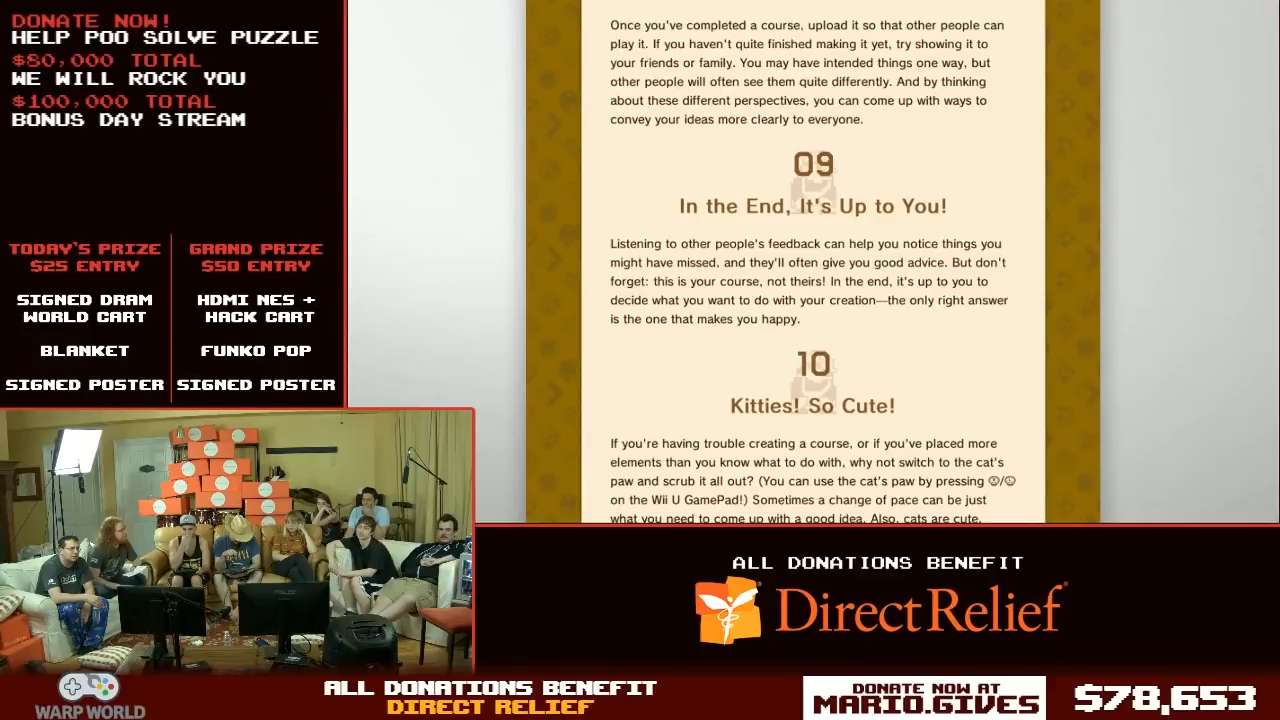 DONATE NOW!
HELP POO SOLVE PUZZLE
$80,000 TOTAL
WE WILL ROCK YOU
$100,000 TOTAL
BONUS DAY STREAM
TODAY'S PRIZE
$25 ENTRY
SIGNED DRAM
WORLD CART
BLANKET
SIGNED POSTER
GRAND PRIZE
$50 ENTRY
HDMI NES +
HACK CART
FUNKO POP
SIGNED POSTER
Once you've completed a course, upload it so that other people can
play it. If you haven't quite finished making it yet, try showing it to
your friends or family. You may have intended things one way, but
other people will often see them quite differently. And by thinking
about these different perspectives, you can come up with ways to
convey your ideas more clearly to everyone.
09
In the End, It's Up to You!
Listening to other people's feedback can help you notice things you
might have missed, and they'll often give you good advice. But don't
forget: this is your course, not theirs! In the end, it's up to you to
decide what you want to do with your creation—the only right answer
is the one that makes you happy.
10
Kitties! So Cute!
If you're having trouble creating a course, or if you've placed more
elements than you know what to do with, why not switch to the cat's
paw and scrub it all out? (You can use the cat's paw by pressing /
on the Wii U GamePad!) Sometimes a change of pace can be just
what you need to come up with a good idea. Also, cats are cute.
ALL DONATIONS BENEFIT
DirectRelief
WARP WORLD
ALL DONATIONS BENEFIT
DIRECT RELIEF
DONATE NOW AT
MARIO.GIVES
$78,653